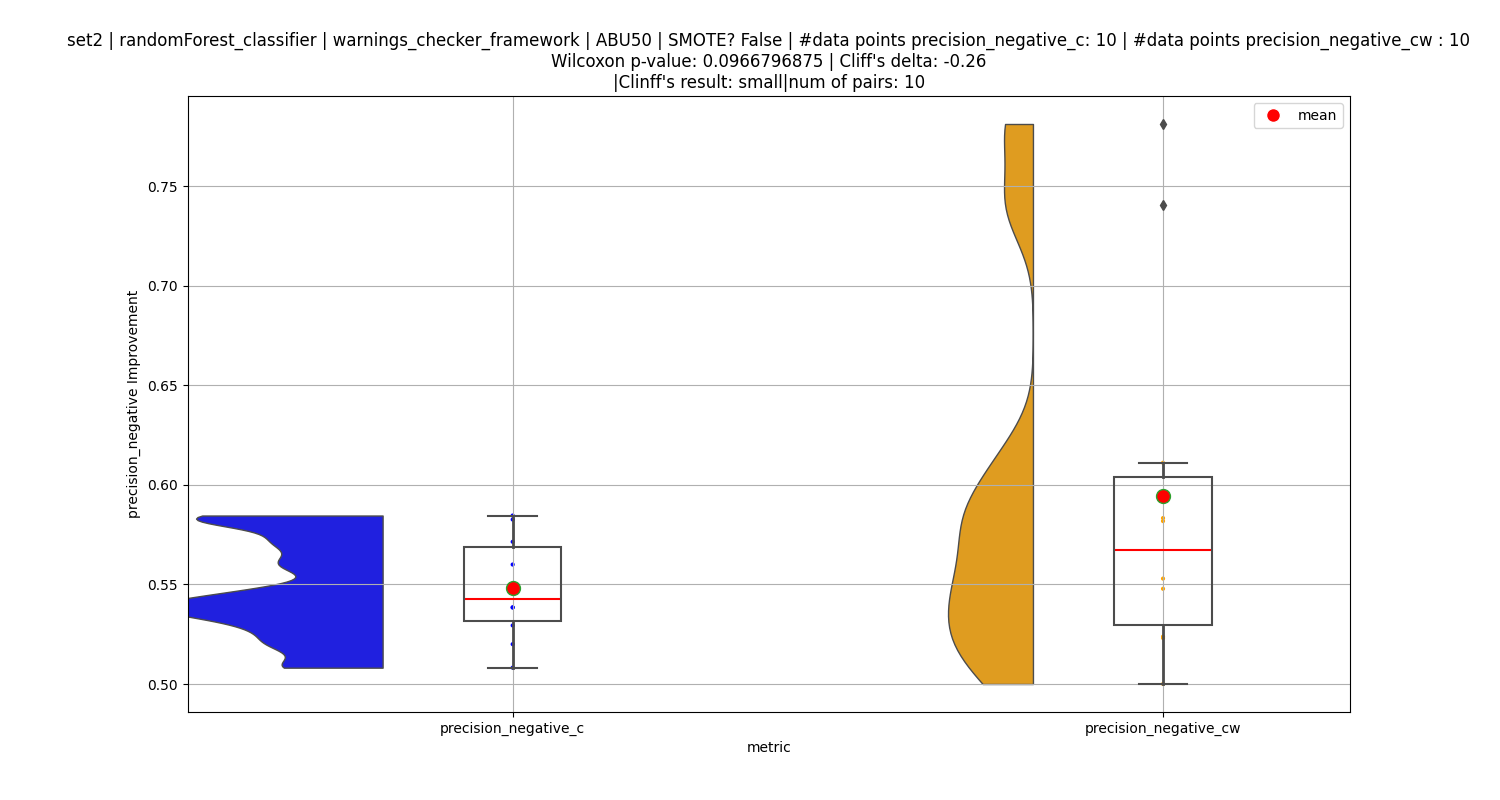 set2 | randomForest_classifier | warnings_checker_framework | ABU50 | SMOTE? False | #data points precision_negative_c: 10 | #data points precision_negative_cw : 10
Wilcoxon p-value: 0.0966796875 | Cliff's delta: -0.26
|Clinff's result: small|num of pairs: 10
mean
precision_negative Improvement
0.75
0.70
0.65
0.60
0.55
0.50
precision_negative_c
precision_negative_cw
metric